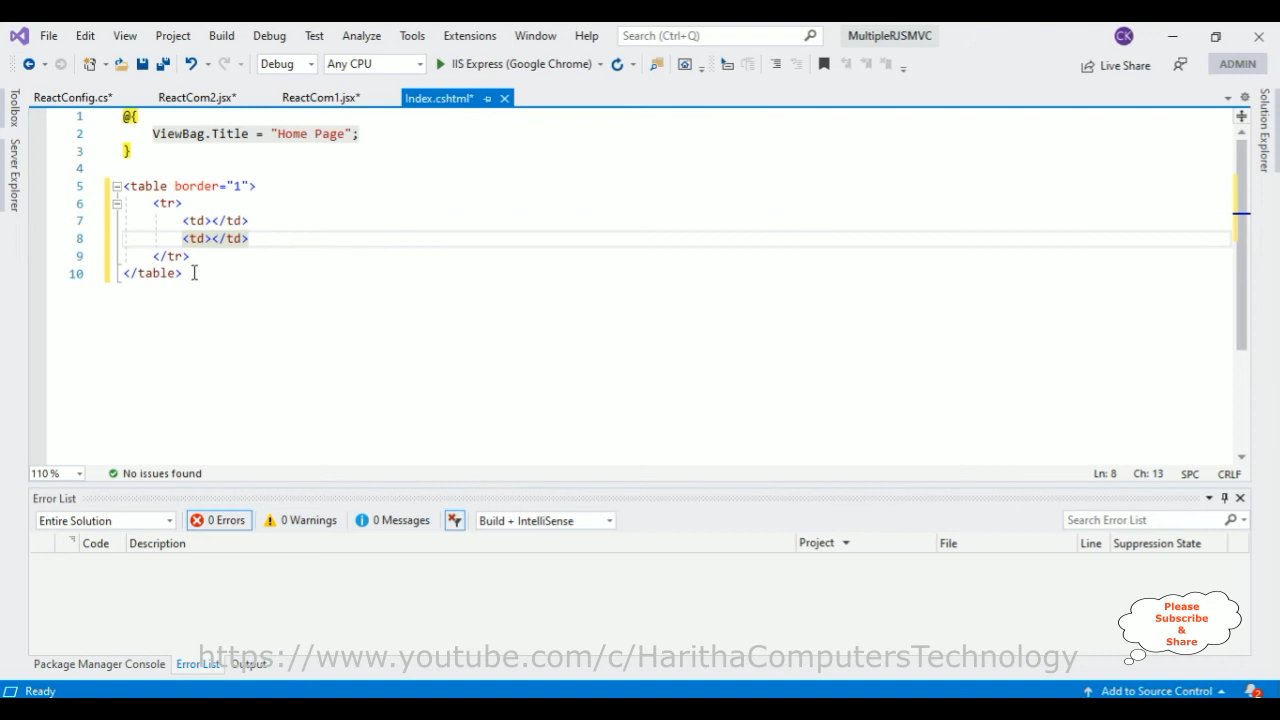 File Edit View Project Build Debug Test Analyze Tools Extensions Window Help Search (Ctrl+Q) MultipleRJSMVC CK
Debug Any CPU IIS Express (Google Chrome) Live Share ADMIN
ReactConfig.cs* ReactCom2.jsx* ReactCom1.jsx* Index.cshtml*
Toolbox
Server Explorer
Solution Explorer
1 @{
2 ViewBag.Title = "Home Page";
3 }
4
5 <table border="1">
6 <tr>
7 <td></td>
8 <td></td>
9 </tr>
10 </table>
110 % No issues found Ln: 8 Ch: 13 SPC CRLF
Error List
Entire Solution 0 Errors 0 Warnings 0 Messages Build + IntelliSense Search Error List
Code Description Project File Line Suppression State
Please
Subscribe
&
Share
https://www.youtube.com/c/HarithaComputersTechnology
Package Manager Console Error List Output
Ready Add to Source Control 2